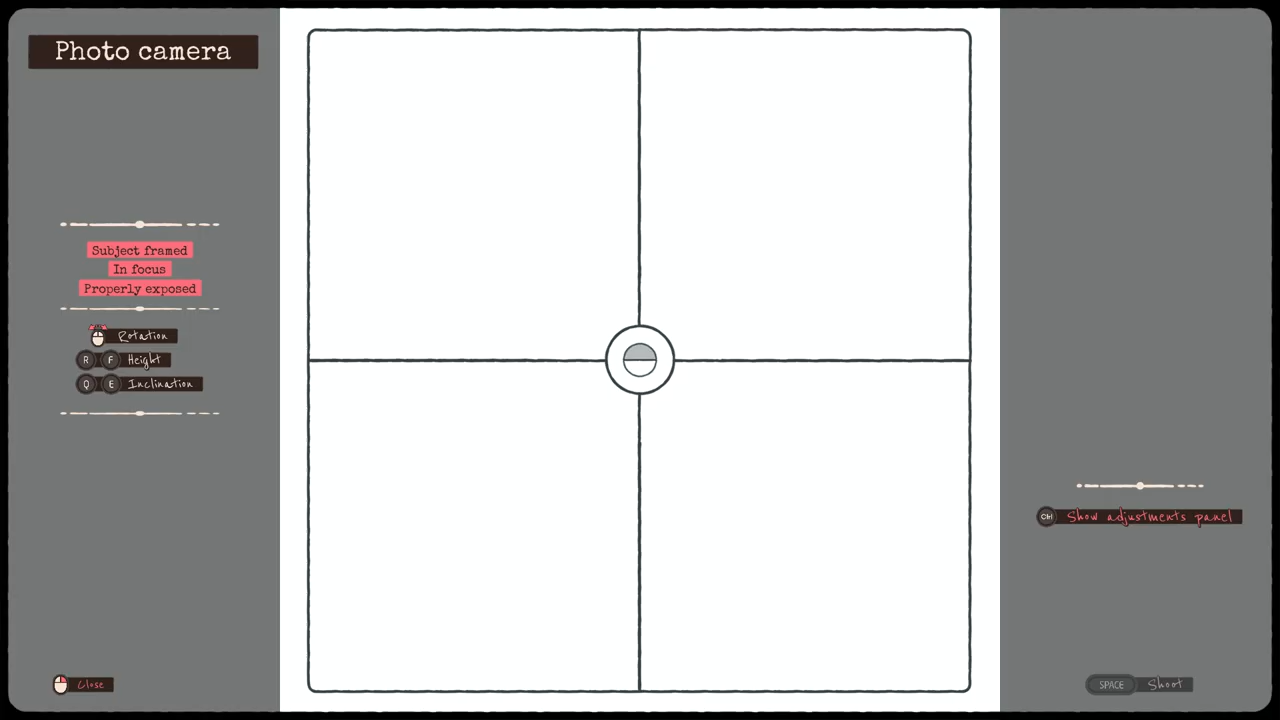 Photo camera
Subject framed
In focus
Properly exposed
Rotation
R F Height
Q E Inclination
Ctrl Show adjustments panel
Close
SPACE Shoot